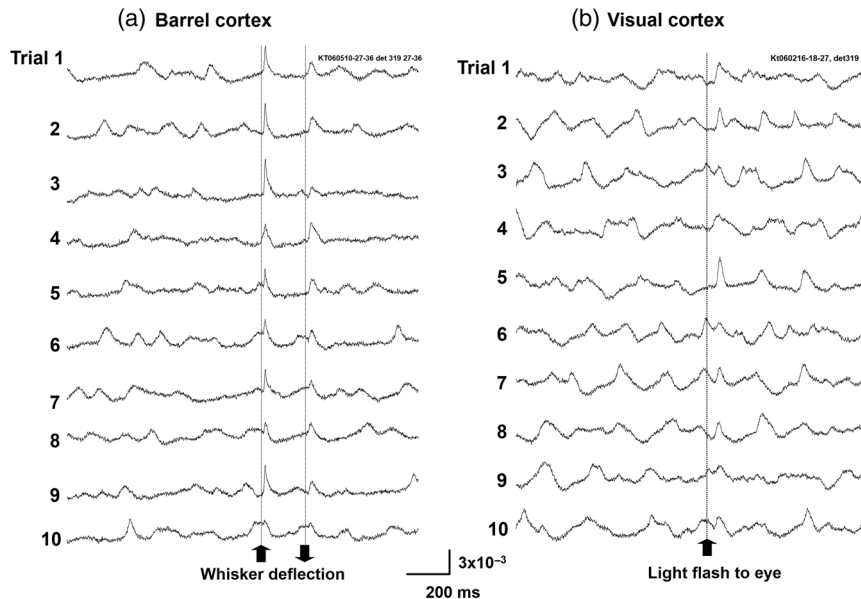 (a) Barrel cortex
Trial 1
KT060510-27-36 det 319 27-36
2
3
4
5
6
7
8
9
10
Whisker deflection
3x10⁻³
200 ms
(b) Visual cortex
Trial 1
Kt060216-18-27, det319
2
3
4
5
6
7
8
9
10
Light flash to eye